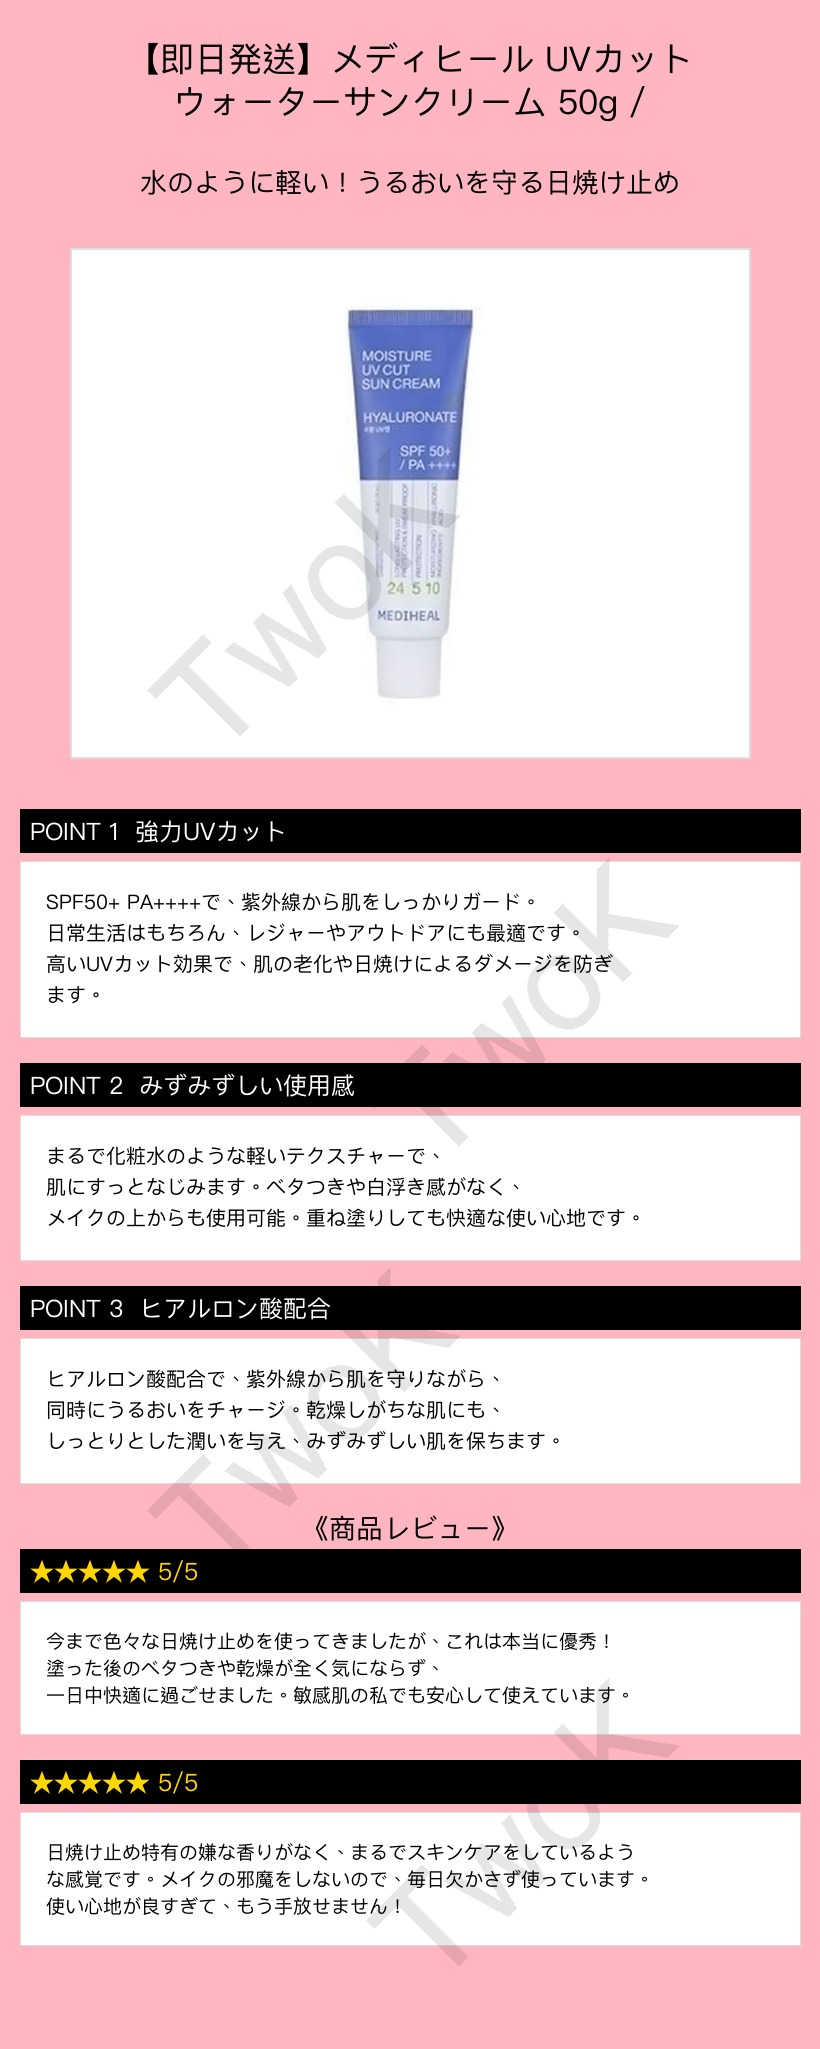 【即日発送】メディヒール UVカット
ウォーターサンクリーム 50g /
水のように軽い！うるおいを守る日焼け止め
MOISTURE
UV CUT
SUN CREAM
HYALURONATE
SPF 50+
/ PA ++++
24 5 10
MEDIHEAL
TwoK
POINT 1 強力UVカット
SPF50+ PA++++で、紫外線から肌をしっかりガード。
日常生活はもちろん、レジャーやアウトドアにも最適です。
高いUVカット効果で、肌の老化や日焼けによるダメージを防ぎ
ます。
TwoK
POINT 2 みずみずしい使用感
まるで化粧水のような軽いテクスチャーで、
肌にすっとなじみます。ベタつきや白浮き感がなく、
メイクの上からも使用可能。重ね塗りしても快適な使い心地です。
POINT 3 ヒアルロン酸配合
ヒアルロン酸配合で、紫外線から肌を守りながら、
同時にうるおいをチャージ。乾燥しがちな肌にも、
しっとりとした潤いを与え、みずみずしい肌を保ちます。
TwoK
《商品レビュー》
★★★★★ 5/5
今まで色々な日焼け止めを使ってきましたが、これは本当に優秀！
塗った後のベタつきや乾燥が全く気にならず、
一日中快適に過ごせました。敏感肌の私でも安心して使えています。
★★★★★ 5/5
日焼け止め特有の嫌な香りがなく、まるでスキンケアをしているよう
な感覚です。メイクの邪魔をしないので、毎日欠かさず使っています。
使い心地が良すぎて、もう手放せません！
TwoK